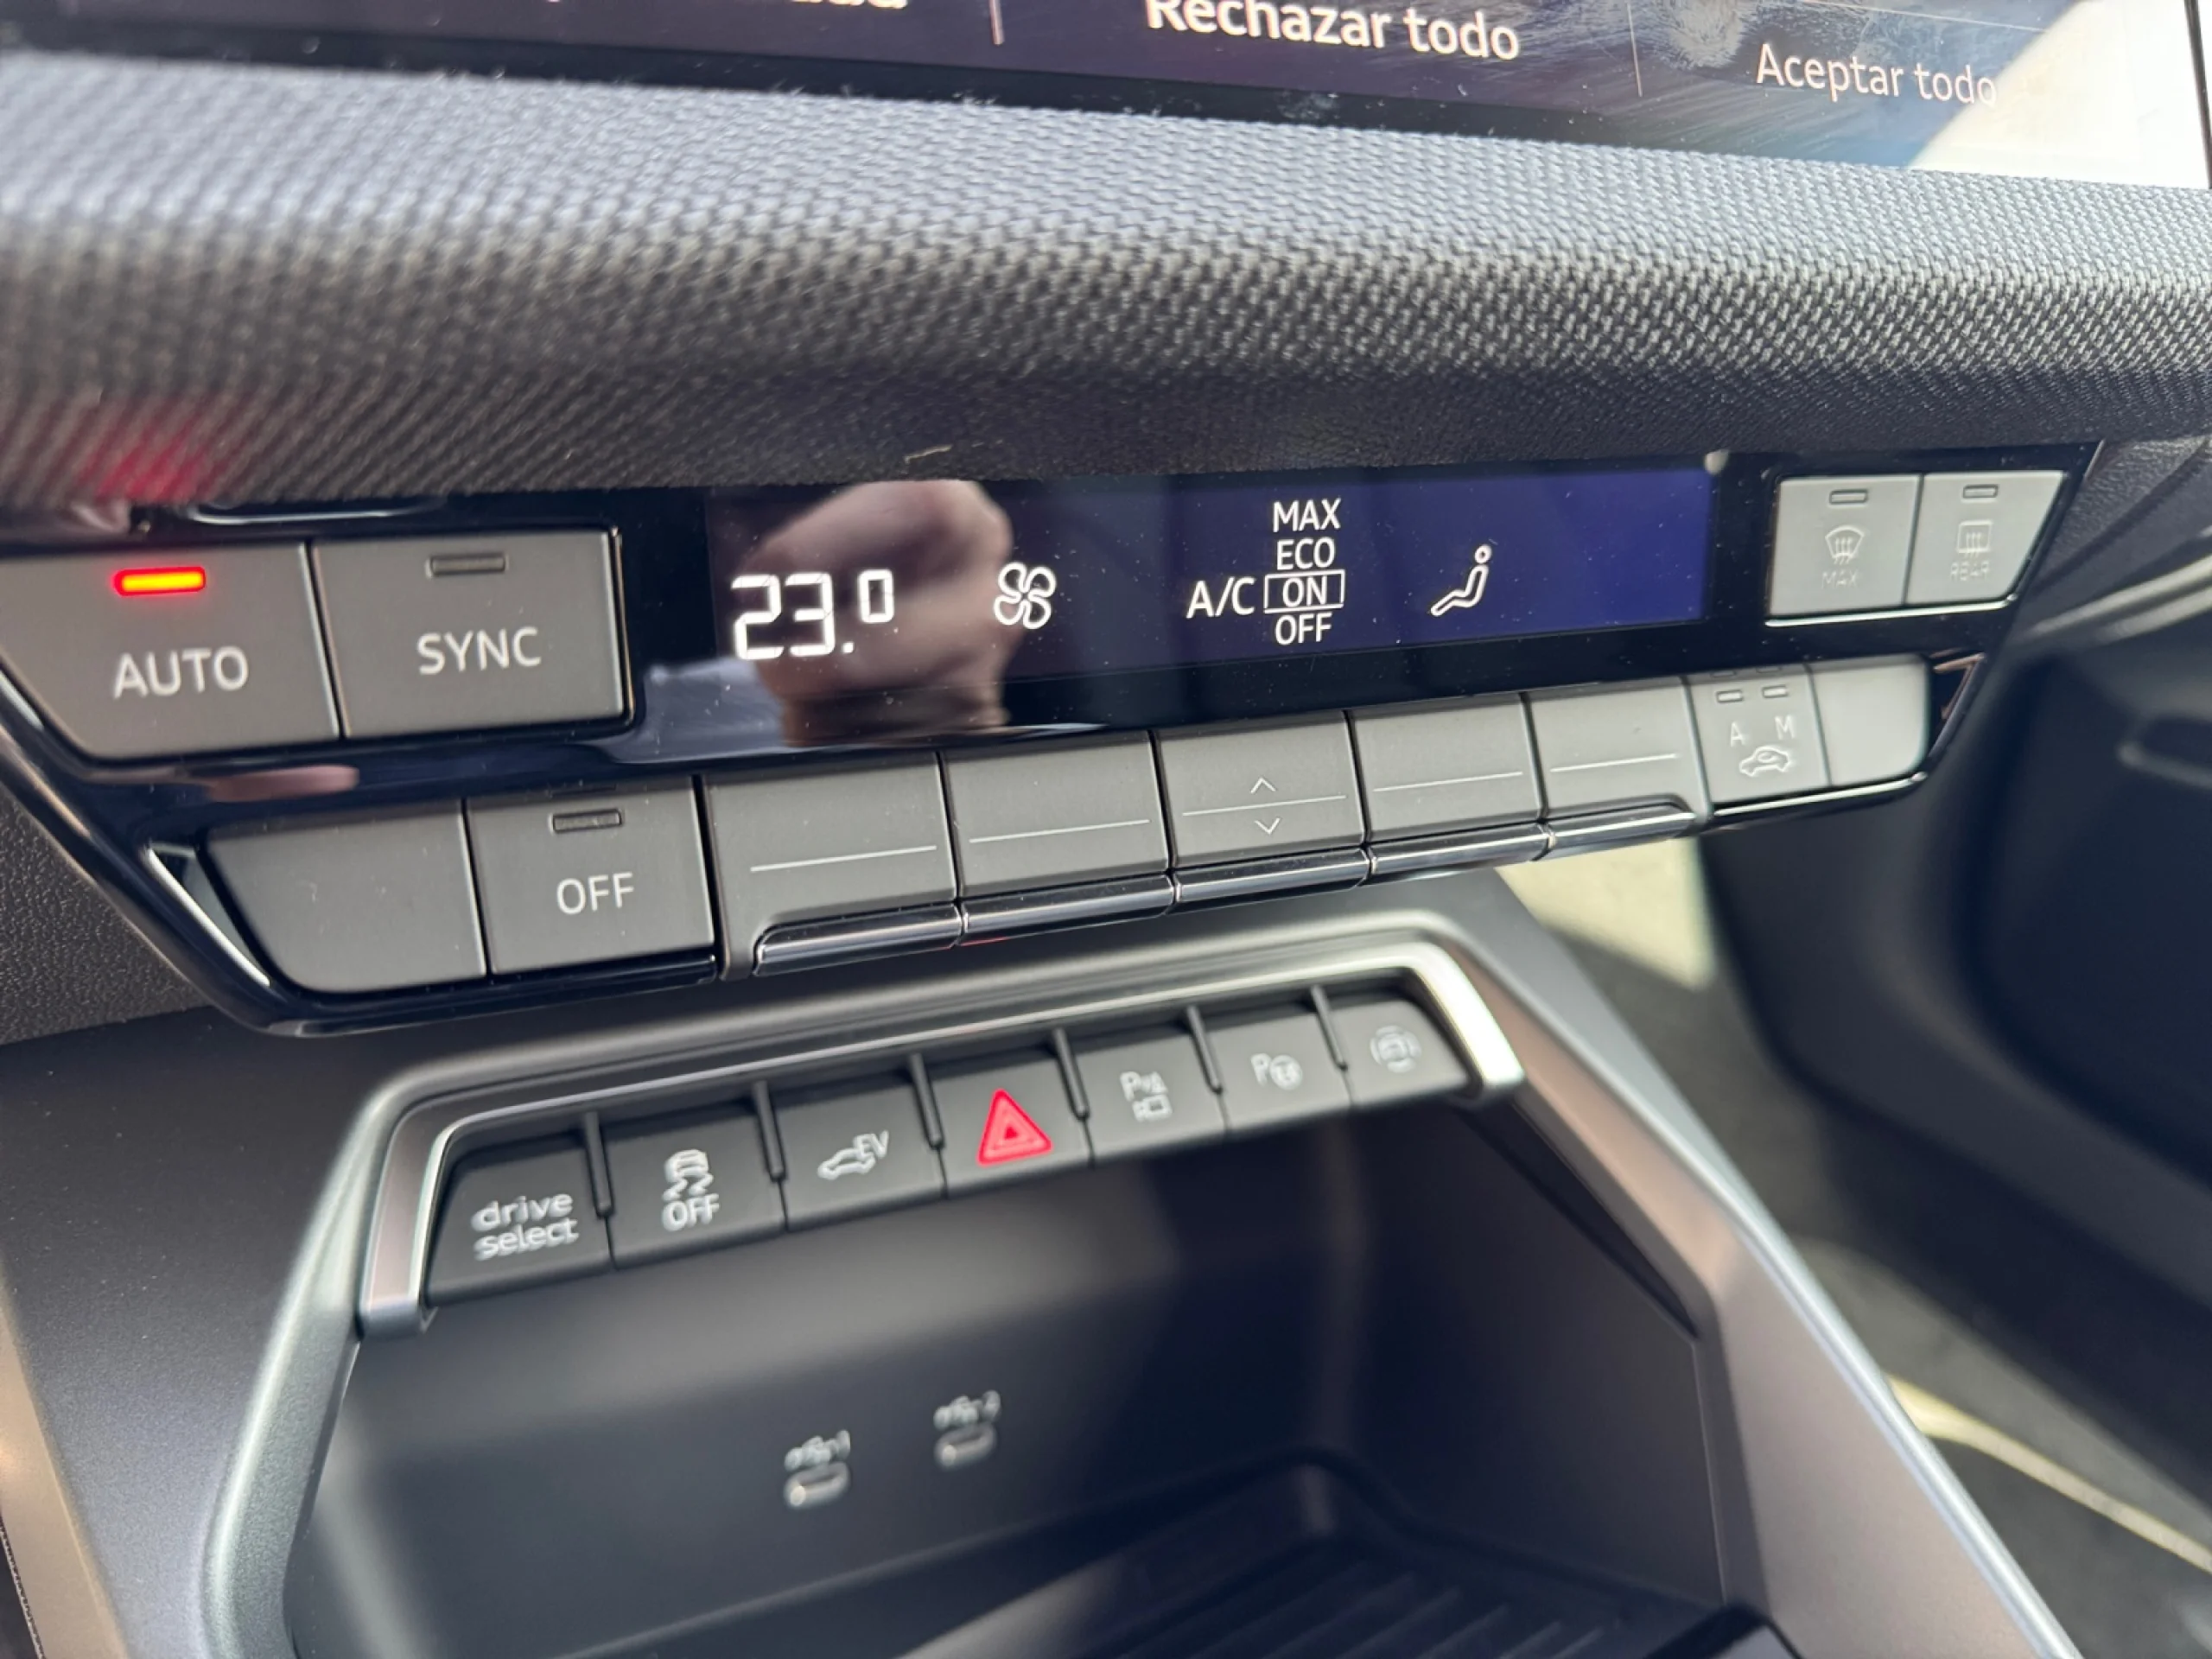 Rechazar todo
Aceptar todo
AUTO
SYNC
23.0
A/C
MAX
ECO
ON
OFF
MAX
REAR
OFF
A M
drive
select
OFF
EV
P
P